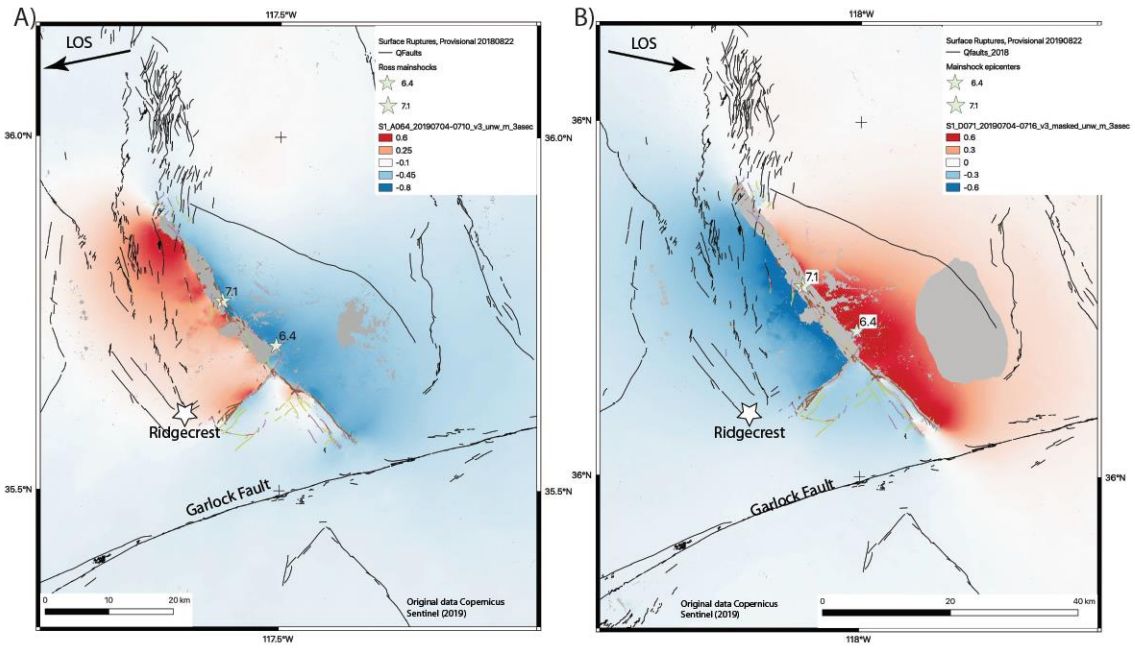 A)
117.5°W
LOS
Surface Ruptures, Provisional 20180822
QFaults
Ross mainshocks
6.4
7.1
S1_A064_20190704-0710_v3_unw_m_3asec
0.6
0.25
-0.1
-0.45
-0.8
36.0°N
36.0°N
7.1
6.4
Ridgecrest
Garlock Fault
35.5°N
35.5°N
0
10
20 km
Original data Copernicus
Sentinel (2019)
117.5°W
B)
118°W
LOS
Surface Ruptures, Provisional 20190822
Qfaults_2018
Mainshock epicenters
6.4
7.1
S1_D071_20190704-0716_v3_masked_unw_m_3asec
0.6
0.3
0
-0.3
-0.6
36°N
7.1
6.4
Ridgecrest
Garlock Fault
36°N
36°N
Original data Copernicus
Sentinel (2019)
0
20
40 km
118°W